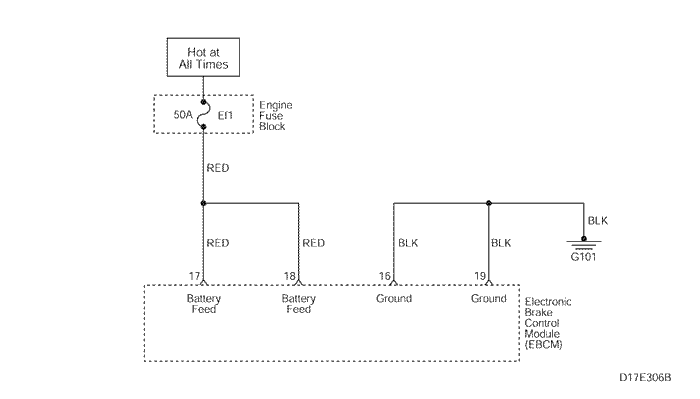 Hot at
All Times
50A
Ef1
Engine
Fuse
Block
RED
RED
RED
BLK
BLK
BLK
G101
17
18
16
19
Battery
Feed
Battery
Feed
Ground
Ground
Electronic
Brake
Control
Module
(EBCM)
D17E306B